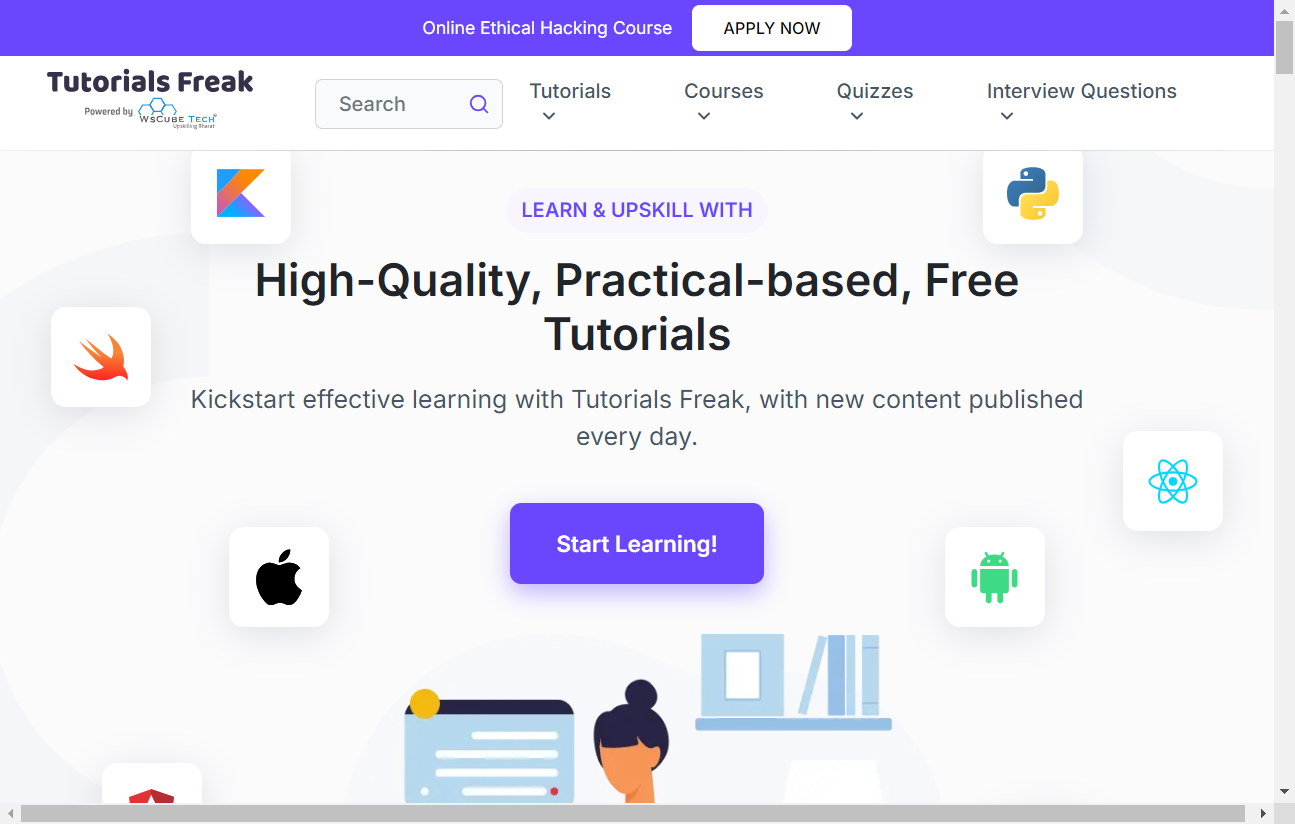 Online Ethical Hacking Course APPLY NOW
Tutorials Freak
Powered by WSCUBE TECH
Upskilling Bharat
Search
Tutorials
Courses
Quizzes
Interview Questions
LEARN & UPSKILL WITH
High-Quality, Practical-based, Free
Tutorials
Kickstart effective learning with Tutorials Freak, with new content published
every day.
Start Learning!